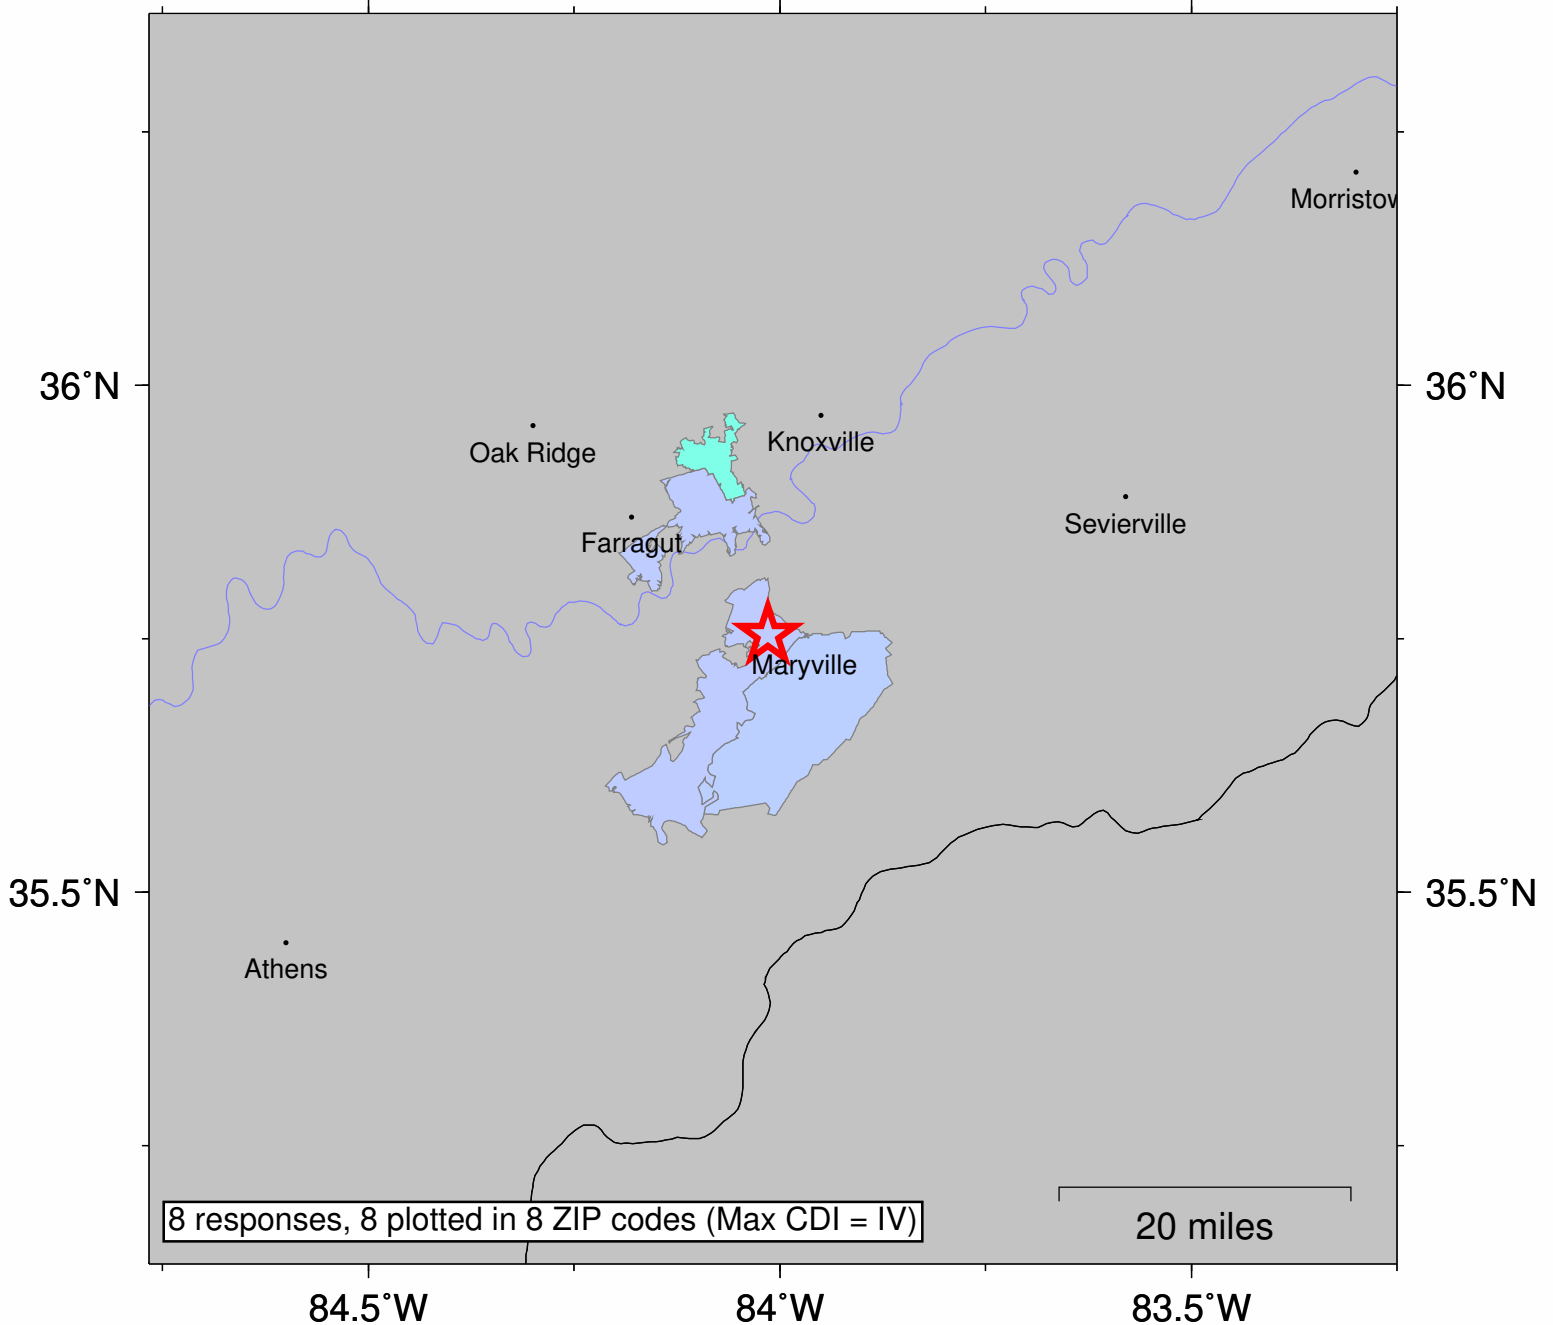 Morristow
36˚N
36˚N
Knoxville
Oak Ridge
Sevierville
Farragut
Maryville
35.5˚N
35.5˚N
Athens
8 responses, 8 plotted in 8 ZIP codes (Max CDI = IV)
20 miles
84.5˚W
84˚W
83.5˚W